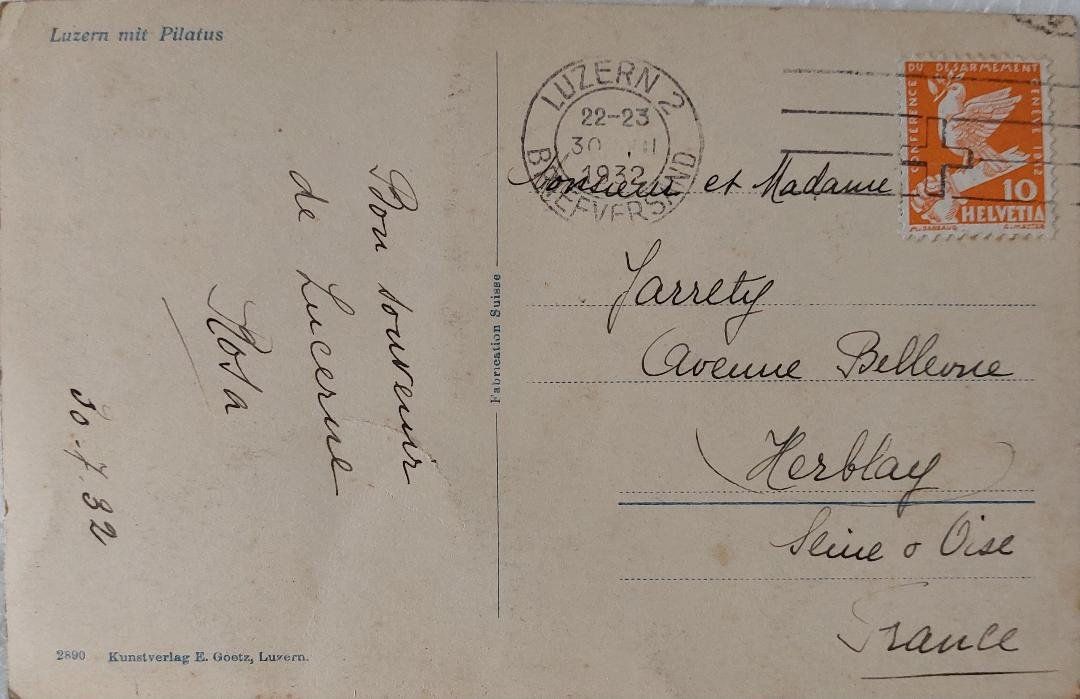 Luzern mit Pilatus
Bon souvenir
de Lucerne
Rosa
30.7.32
2890 Kunstverlag E. Goetz, Luzern.
Fabrication Suisse
LUZERN 2
22-23
30 VII
1932
BRIEFVERSAND
CONFERENCE DU DESARMEMENT GENEVE 1932
10
HELVETIA
Monsieur et Madame
Jarrety
Avenue Bellevue
Herblay
Seine & Oise
France